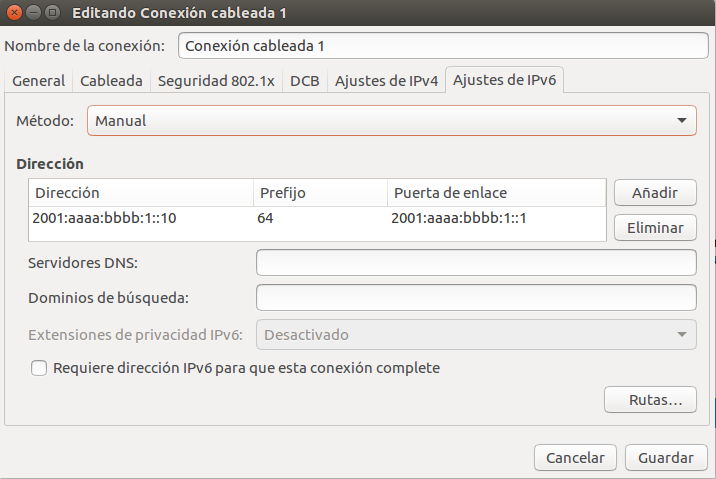 Editando Conexión cableada 1
Nombre de la conexión: Conexión cableada 1
General Cableada Seguridad 802.1x DCB Ajustes de IPv4 Ajustes de IPv6
Método: Manual
Dirección
Dirección Prefijo Puerta de enlace Añadir
2001:aaaa:bbbb:1::10 64 2001:aaaa:bbbb:1::1 Eliminar
Servidores DNS:
Dominios de búsqueda:
Extensiones de privacidad IPv6: Desactivado
Requiere dirección IPv6 para que esta conexión complete
Rutas...
Cancelar Guardar